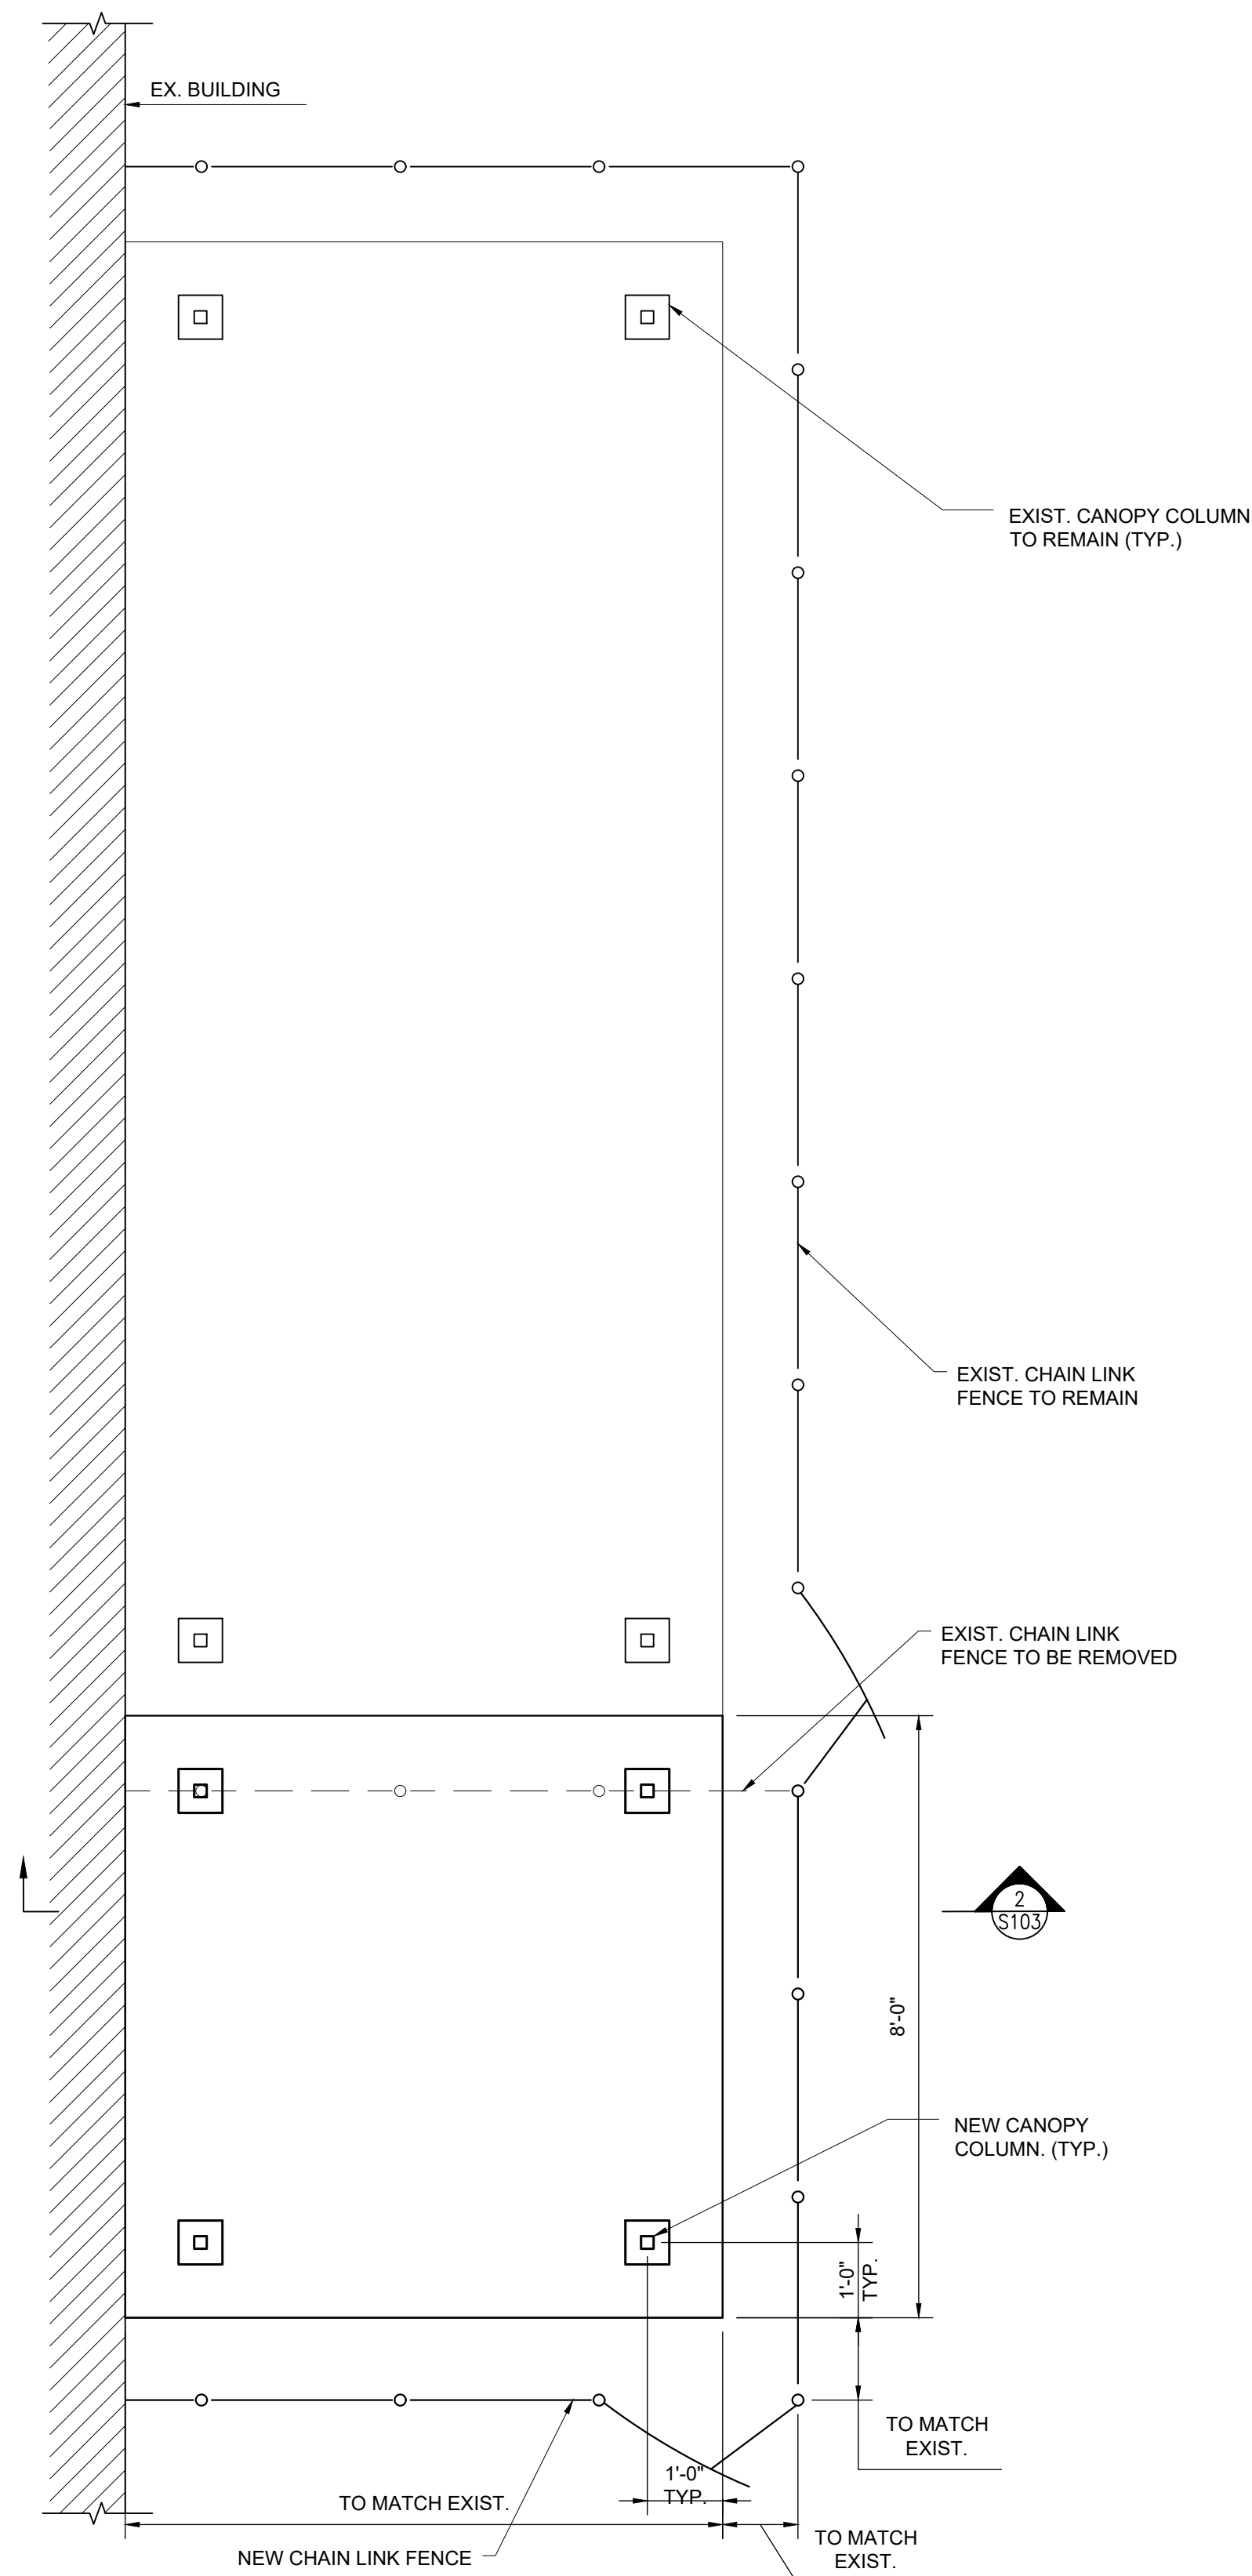 EX. BUILDING
EXIST. CANOPY COLUMN
TO REMAIN (TYP.)
EXIST. CHAIN LINK
FENCE TO REMAIN
EXIST. CHAIN LINK
FENCE TO BE REMOVED
2
S103
8'-0"
NEW CANOPY
COLUMN. (TYP.)
1'-0"
TYP.
TO MATCH
EXIST.
1'-0"
TYP.
TO MATCH EXIST.
TO MATCH
EXIST.
NEW CHAIN LINK FENCE